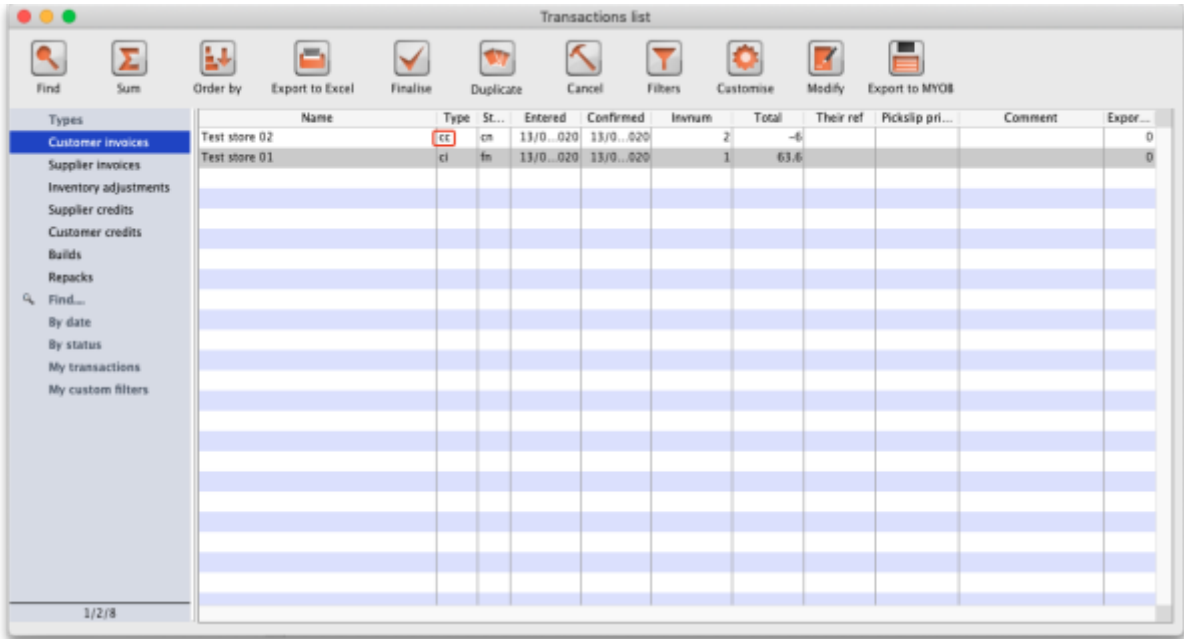 Transactions list
Find Sum Order by Export to Excel Finalise Duplicate Cancel Filters Customise Modify Export to MYOB
Types
Customer invoices
Supplier invoices
Inventory adjustments
Supplier credits
Customer credits
Builds
Repacks
Find...
By date
By status
My transactions
My custom filters
1/2/8
Name Type St... Entered Confirmed Invnum Total Their ref Pickslip pri... Comment Expor...
Test store 02 cc cn 13/0...020 13/0...020 2 -6 0
Test store 01 ci fn 13/0...020 13/0...020 1 63.6 0